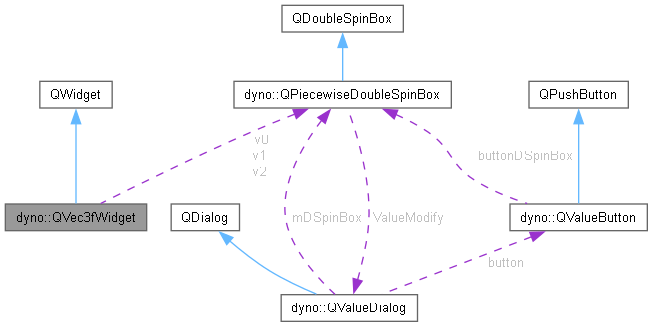 QDoubleSpinBox
QWidget
dyno::QPiecewiseDoubleSpinBox
QPushButton
v0
v1
v2
buttonDSpinBox
dyno::QVec3fWidget
QDialog
mDSpinBox
ValueModify
dyno::QValueButton
button
dyno::QValueDialog